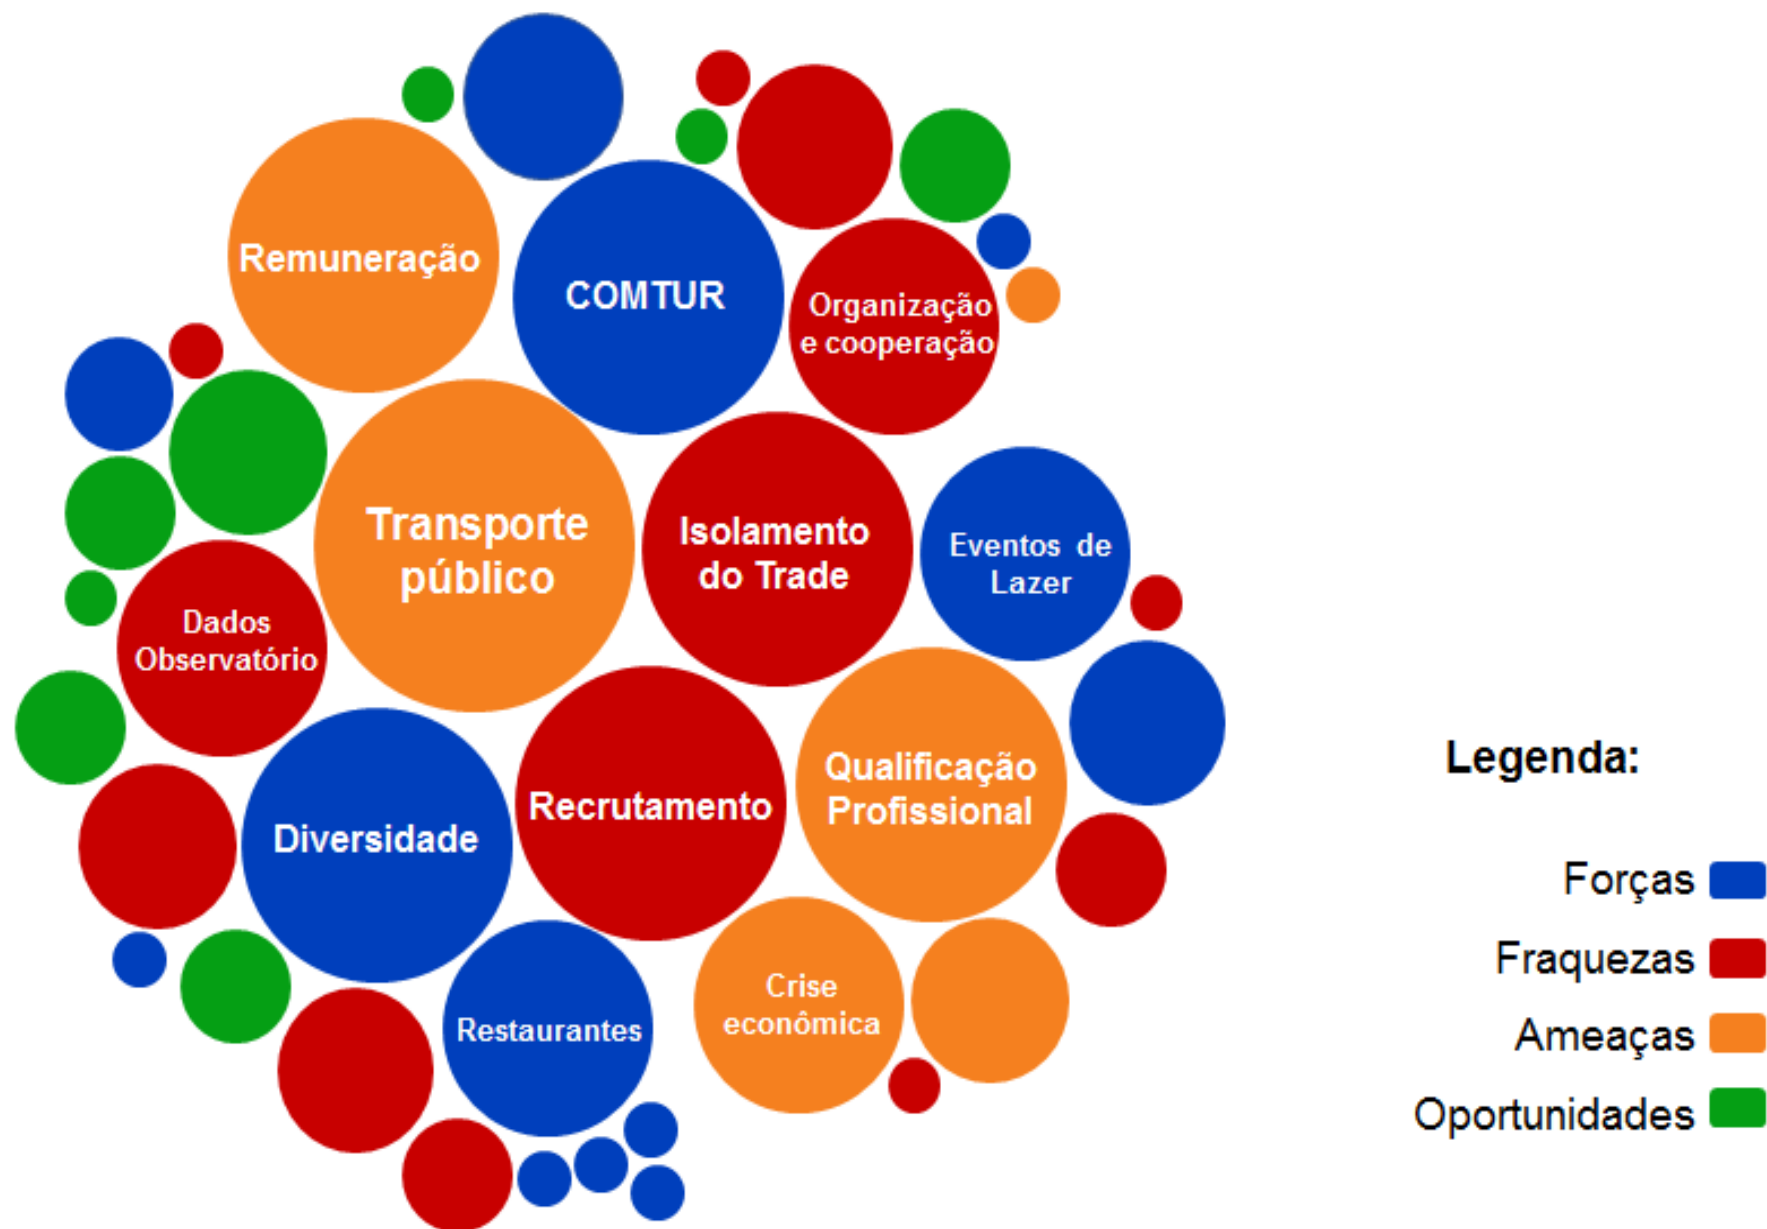 Remuneração
COMTUR
Organização
e cooperação
Transporte
público
Isolamento
do Trade
Eventos de
Lazer
Dados
Observatório
Diversidade
Recrutamento
Qualificação
Profissional
Restaurantes
Crise
econômica
Legenda:
Forças
Fraquezas
Ameaças
Oportunidades